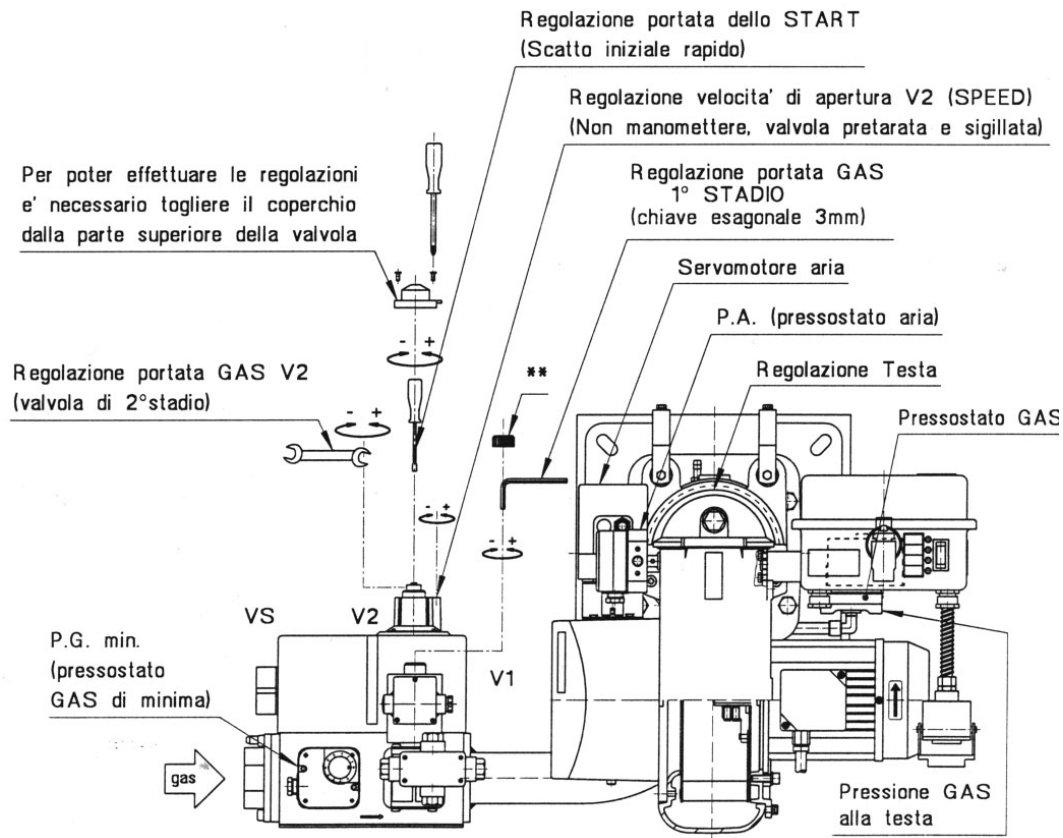 Regolazione portata dello START
(Scatto iniziale rapido)
Regolazione velocita' di apertura V2 (SPEED)
(Non manomettere, valvola pretarata e sigillata)
Per poter effettuare le regolazioni
e' necessario togliere il coperchio
dalla parte superiore della valvola
Regolazione portata GAS
1° STADIO
(chiave esagonale 3mm)
Servomotore aria
P.A. (pressostato aria)
- +
**
Regolazione Testa
Regolazione portata GAS V2
(valvola di 2°stadio)
- +
Pressostato GAS
- +
- +
VS
V2
P.G. min.
(pressostato
GAS di minima)
V1
gas
Pressione GAS
alla testa